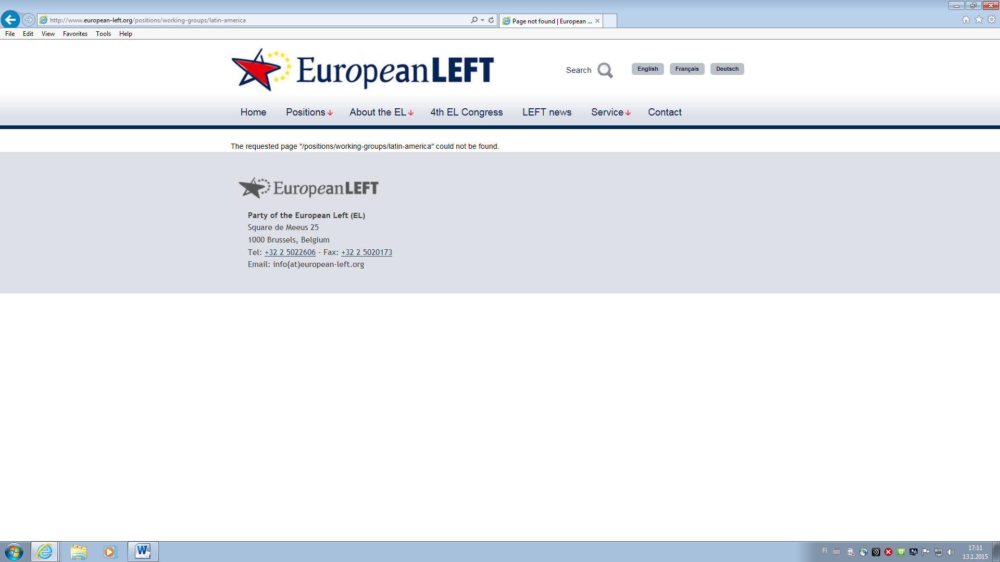 http://www.european-left.org/positions/working-groups/latin-america
Page not found | European ...
File Edit View Favorites Tools Help
EuropeanLEFT
Search
English Français Deutsch
Home Positions About the EL 4th EL Congress LEFT news Service Contact
The requested page "/positions/working-groups/latin-america" could not be found.
EuropeanLEFT
Party of the European Left (EL)
Square de Meeus 25
1000 Brussels, Belgium
Tel: +32 2 5022606 - Fax: +32 2 5020173
Email: info(at)european-left.org
FI
17:11
13.1.2015